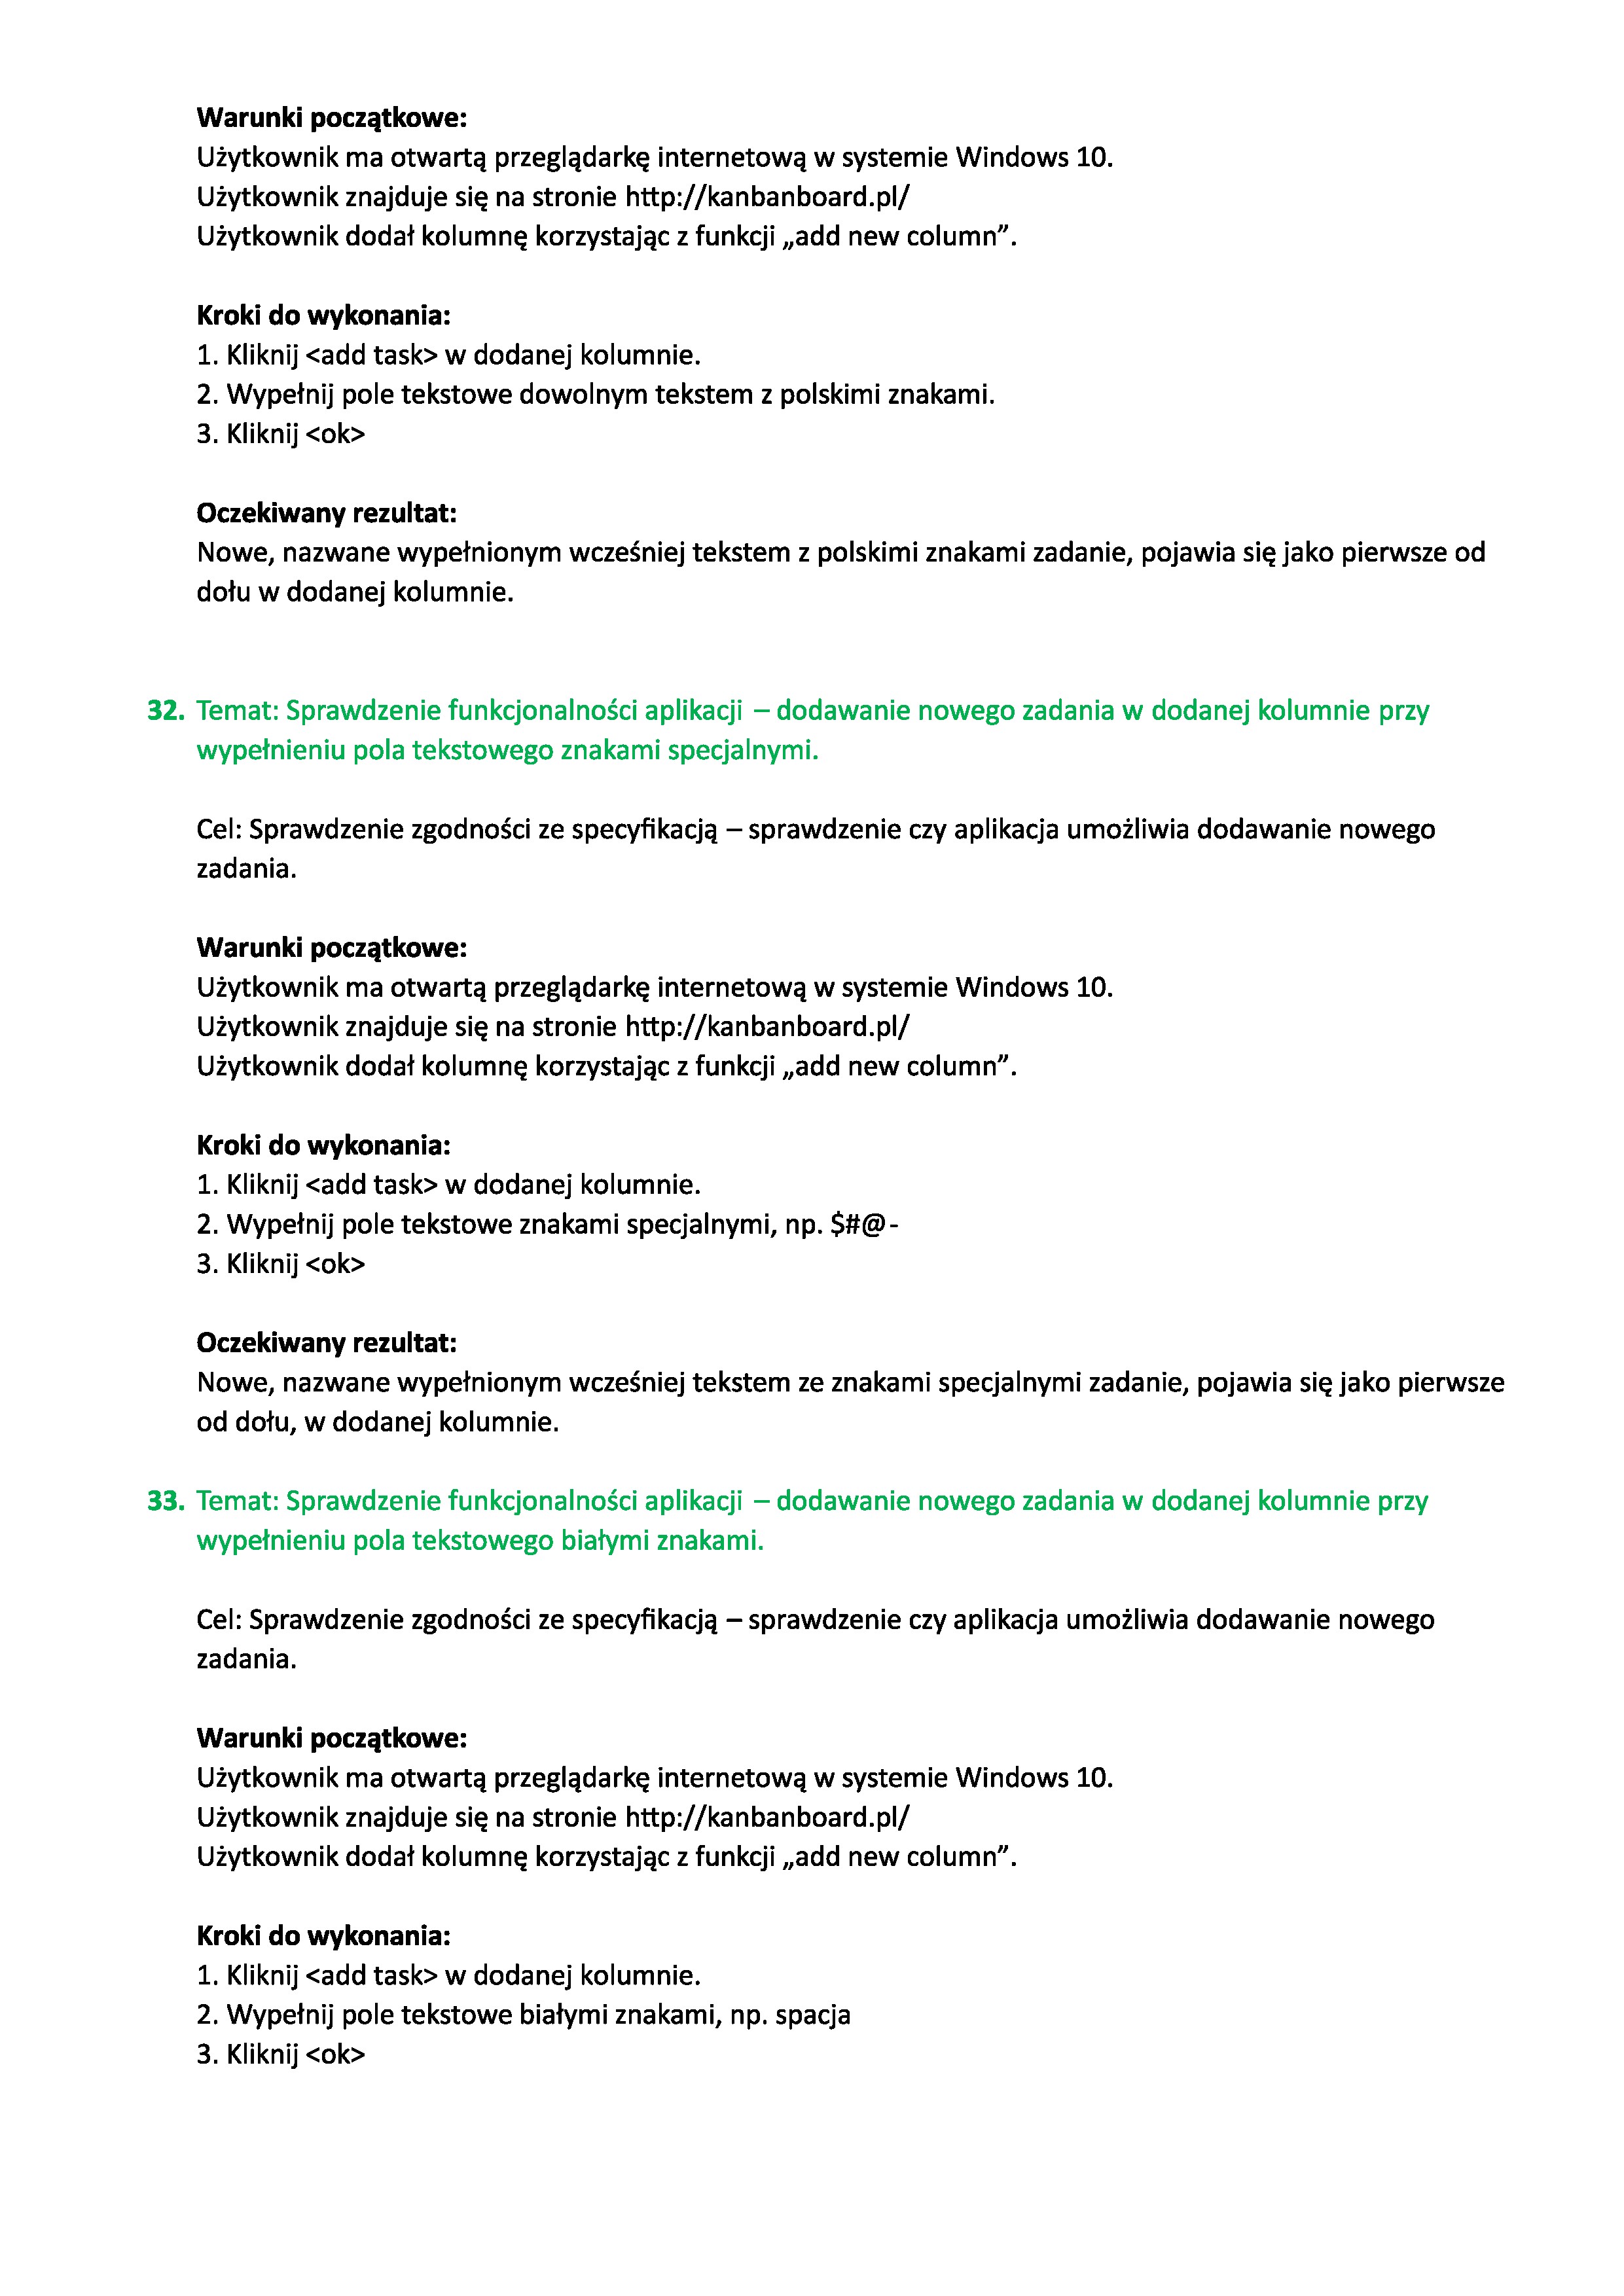 Warunki początkowe:
Użytkownik ma otwartą przeglądarkę internetową w systemie Windows 10.
Użytkownik znajduje się na stronie http://kanbanboard.pl/
Użytkownik dodał kolumnę korzystając z funkcji „add new column”.
Kroki do wykonania:
1. Kliknij <add task> w dodanej kolumnie.
2. Wypełnij pole tekstowe dowolnym tekstem z polskimi znakami.
3. Kliknij <ok>
Oczekiwany rezultat:
Nowe, nazwane wypełnionym wcześniej tekstem z polskimi znakami zadanie, pojawia się jako pierwsze od
dołu w dodanej kolumnie.
32. Temat: Sprawdzenie funkcjonalności aplikacji – dodawanie nowego zadania w dodanej kolumnie przy
wypełnieniu pola tekstowego znakami specjalnymi.
Cel: Sprawdzenie zgodności ze specyfikacją – sprawdzenie czy aplikacja umożliwia dodawanie nowego
zadania.
Warunki początkowe:
Użytkownik ma otwartą przeglądarkę internetową w systemie Windows 10.
Użytkownik znajduje się na stronie http://kanbanboard.pl/
Użytkownik dodał kolumnę korzystając z funkcji „add new column”.
Kroki do wykonania:
1. Kliknij <add task> w dodanej kolumnie.
2. Wypełnij pole tekstowe znakami specjalnymi, np. $#@-
3. Kliknij <ok>
Oczekiwany rezultat:
Nowe, nazwane wypełnionym wcześniej tekstem ze znakami specjalnymi zadanie, pojawia się jako pierwsze
od dołu, w dodanej kolumnie.
33. Temat: Sprawdzenie funkcjonalności aplikacji – dodawanie nowego zadania w dodanej kolumnie przy
wypełnieniu pola tekstowego białymi znakami.
Cel: Sprawdzenie zgodności ze specyfikacją – sprawdzenie czy aplikacja umożliwia dodawanie nowego
zadania.
Warunki początkowe:
Użytkownik ma otwartą przeglądarkę internetową w systemie Windows 10.
Użytkownik znajduje się na stronie http://kanbanboard.pl/
Użytkownik dodał kolumnę korzystając z funkcji „add new column”.
Kroki do wykonania:
1. Kliknij <add task> w dodanej kolumnie.
2. Wypełnij pole tekstowe białymi znakami, np. spacja
3. Kliknij <ok>